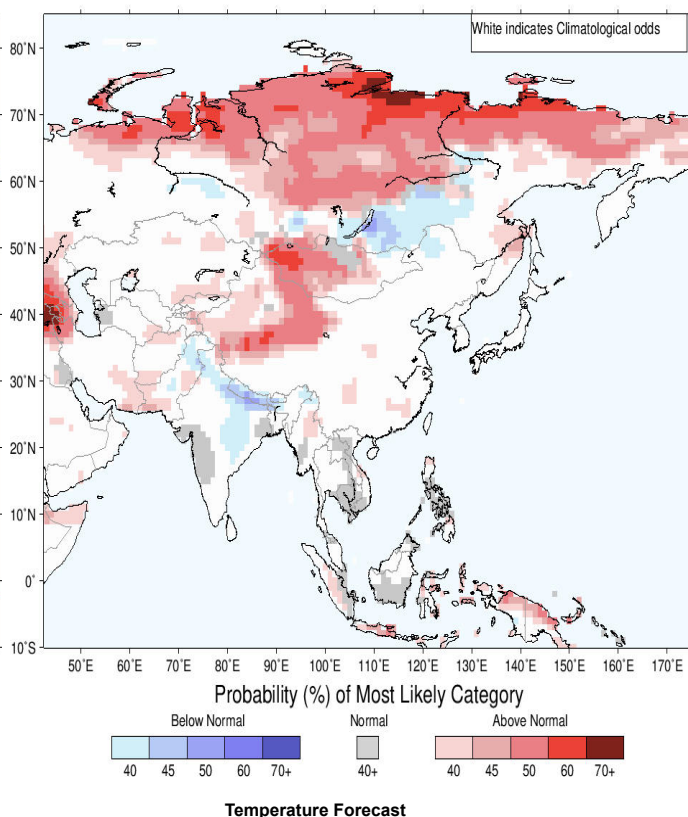 White indicates Climatological odds
80°N
70°N
60°N
50°N
40°N
30°N
20°N
10°N
0°
10°S
50°E 60°E 70°E 80°E 90°E 100°E 110°E 120°E 130°E 140°E 150°E 160°E 170°E
Probability (%) of Most Likely Category
Below Normal Normal Above Normal
40 45 50 60 70+ 40+ 40 45 50 60 70+
Temperature Forecast